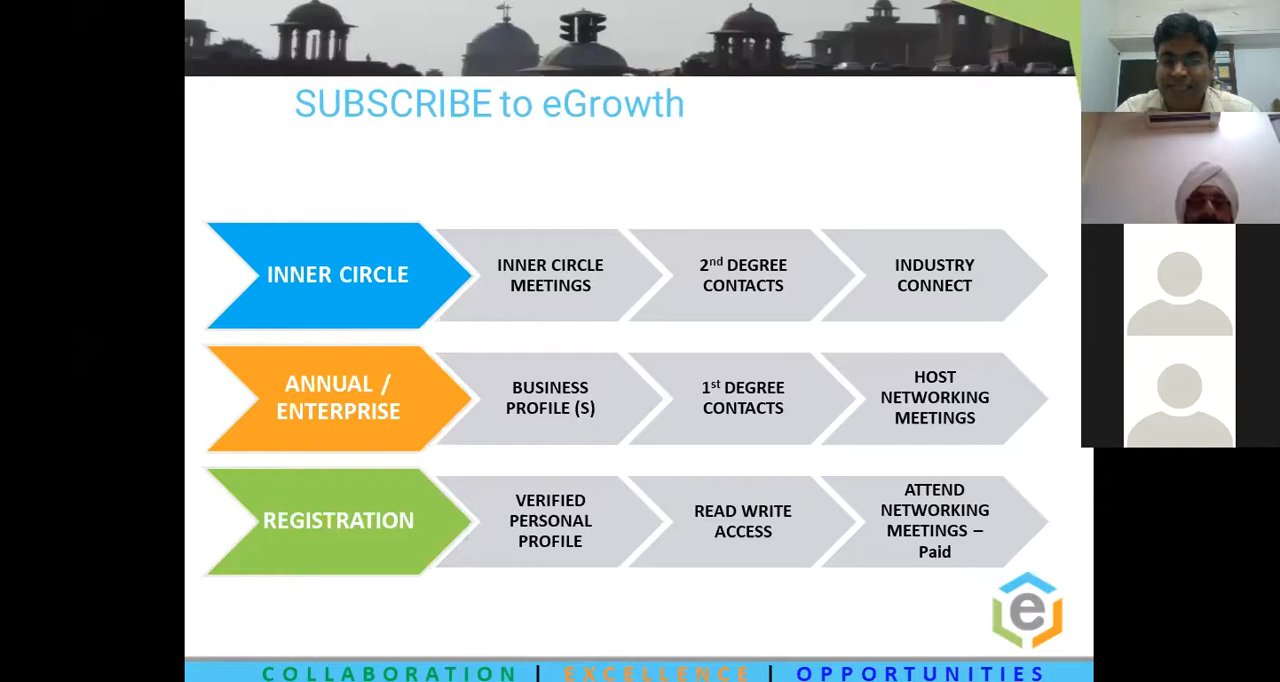 SUBSCRIBE to eGrowth
INNER CIRCLE
INNER CIRCLE
MEETINGS
2nd DEGREE
CONTACTS
INDUSTRY
CONNECT
ANNUAL /
ENTERPRISE
BUSINESS
PROFILE (S)
1st DEGREE
CONTACTS
HOST
NETWORKING
MEETINGS
REGISTRATION
VERIFIED
PERSONAL
PROFILE
READ WRITE
ACCESS
ATTEND
NETWORKING
MEETINGS –
Paid
e
COLLABORATION | EXCELLENCE | OPPORTUNITIES